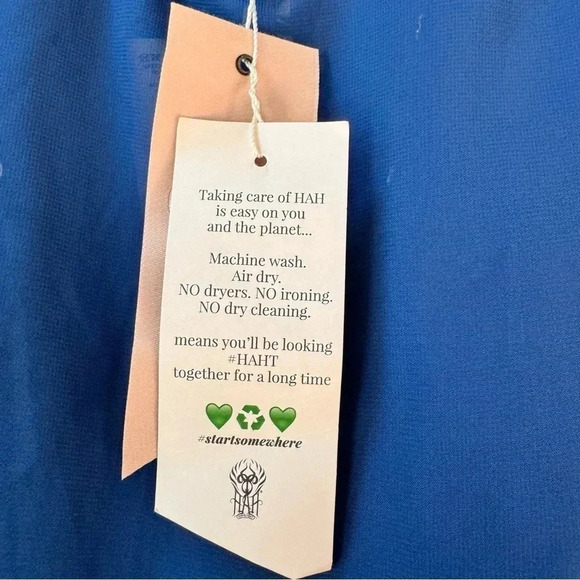 Taking care of HAH
is easy on you
and the planet...
Machine wash.
Air dry.
NO dryers. NO ironing.
NO dry cleaning.
means you'll be looking
#HAHT
together for a long time
#startsomewhere
HAH